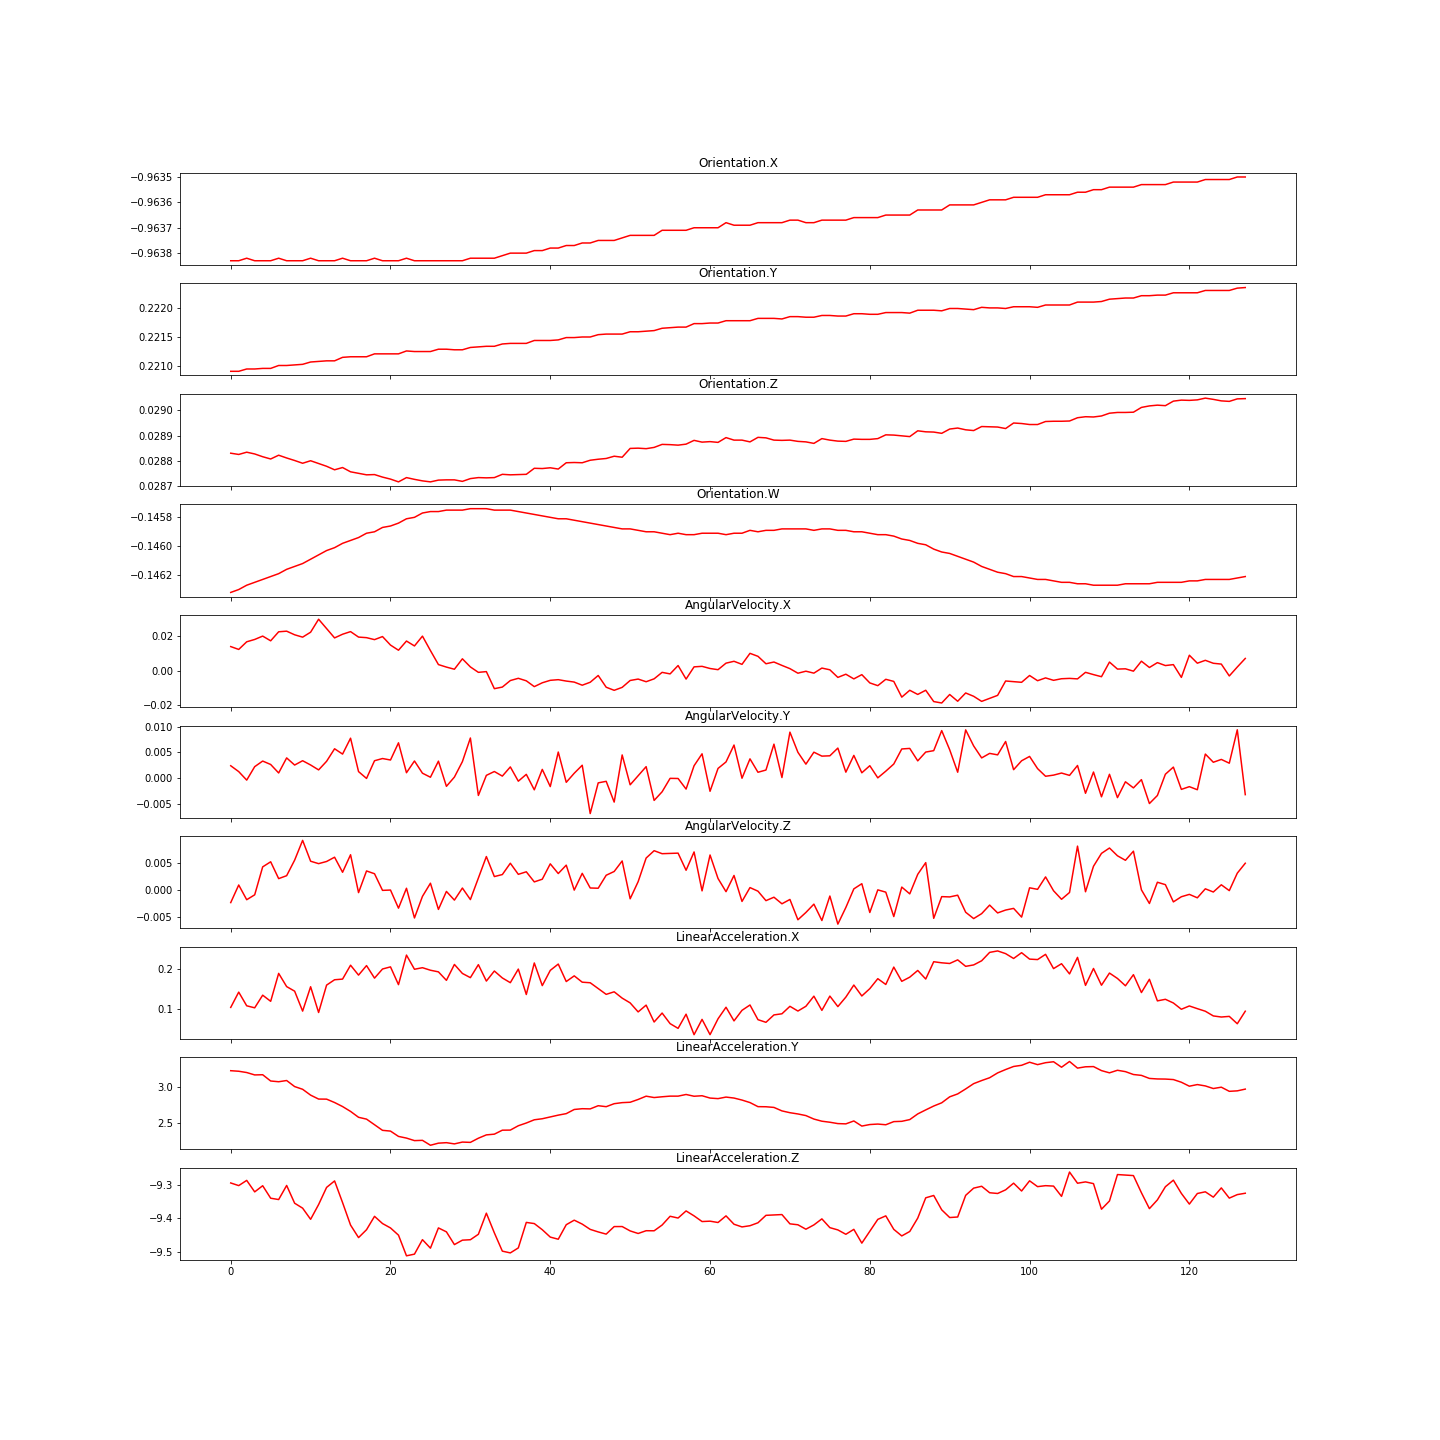 Orientation.X
−0.9635
−0.9636
−0.9637
−0.9638
Orientation.Y
0.2220
0.2215
0.2210
Orientation.Z
0.0290
0.0289
0.0288
0.0287
Orientation.W
−0.1458
−0.1460
−0.1462
AngularVelocity.X
0.02
0.00
−0.02
AngularVelocity.Y
0.010
0.005
0.000
−0.005
AngularVelocity.Z
0.005
0.000
−0.005
LinearAcceleration.X
0.2
0.1
LinearAcceleration.Y
3.0
2.5
LinearAcceleration.Z
−9.3
−9.4
−9.5
0 20 40 60 80 100 120